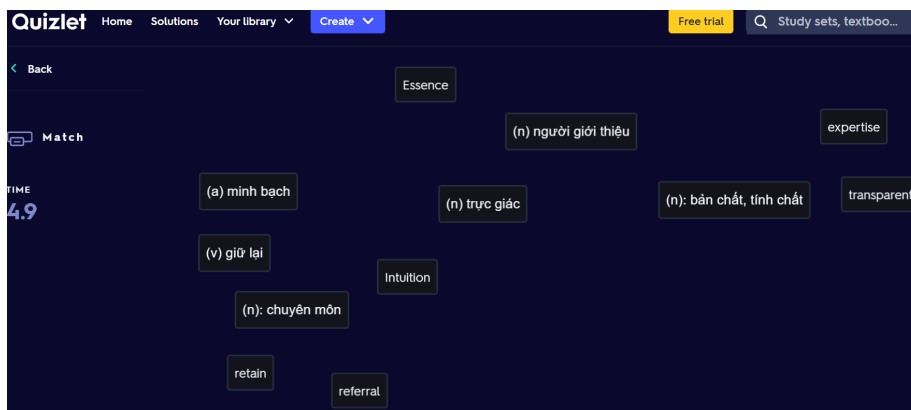 Quizlet Home Solutions Your library Create Free trial Study sets, textboo...
Back
Essence
(n) người giới thiệu
expertise
Match
TIME
4.9
(a) minh bạch
(n) trực giác
(n): bản chất, tính chất
transparent
(v) giữ lại
Intuition
(n): chuyên môn
retain
referral